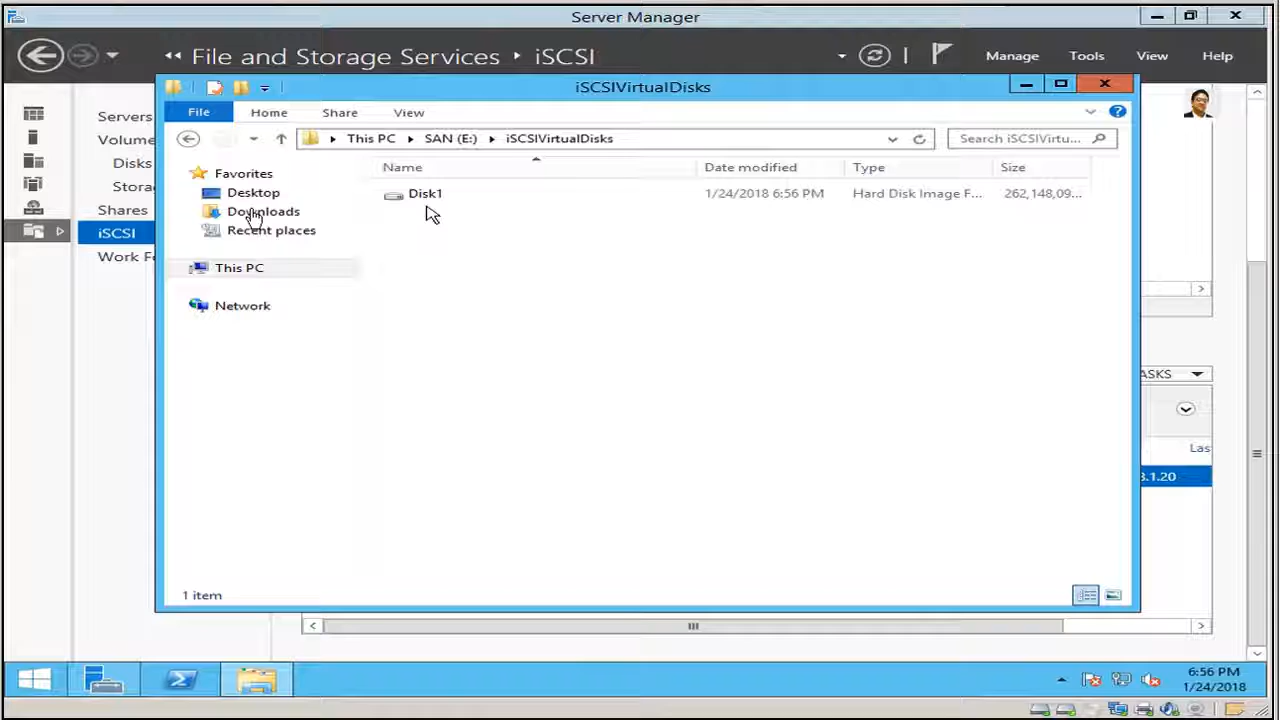 Server Manager
File and Storage Services iSCSI
Manage Tools View Help
iSCSIVirtualDisks
File Home Share View
This PC SAN (E:) iSCSIVirtualDisks
Search iSCSIVirtu...
Servers
Volume
Disks
Stora
Shares
iSCSI
Work Fo
Favorites
Desktop
Downloads
Recent places
This PC
Network
Name Date modified Type Size
Disk1 1/24/2018 6:56 PM Hard Disk Image F... 262,148,09...
1 item
ASKS
Las
3.1.20
6:56 PM
1/24/2018